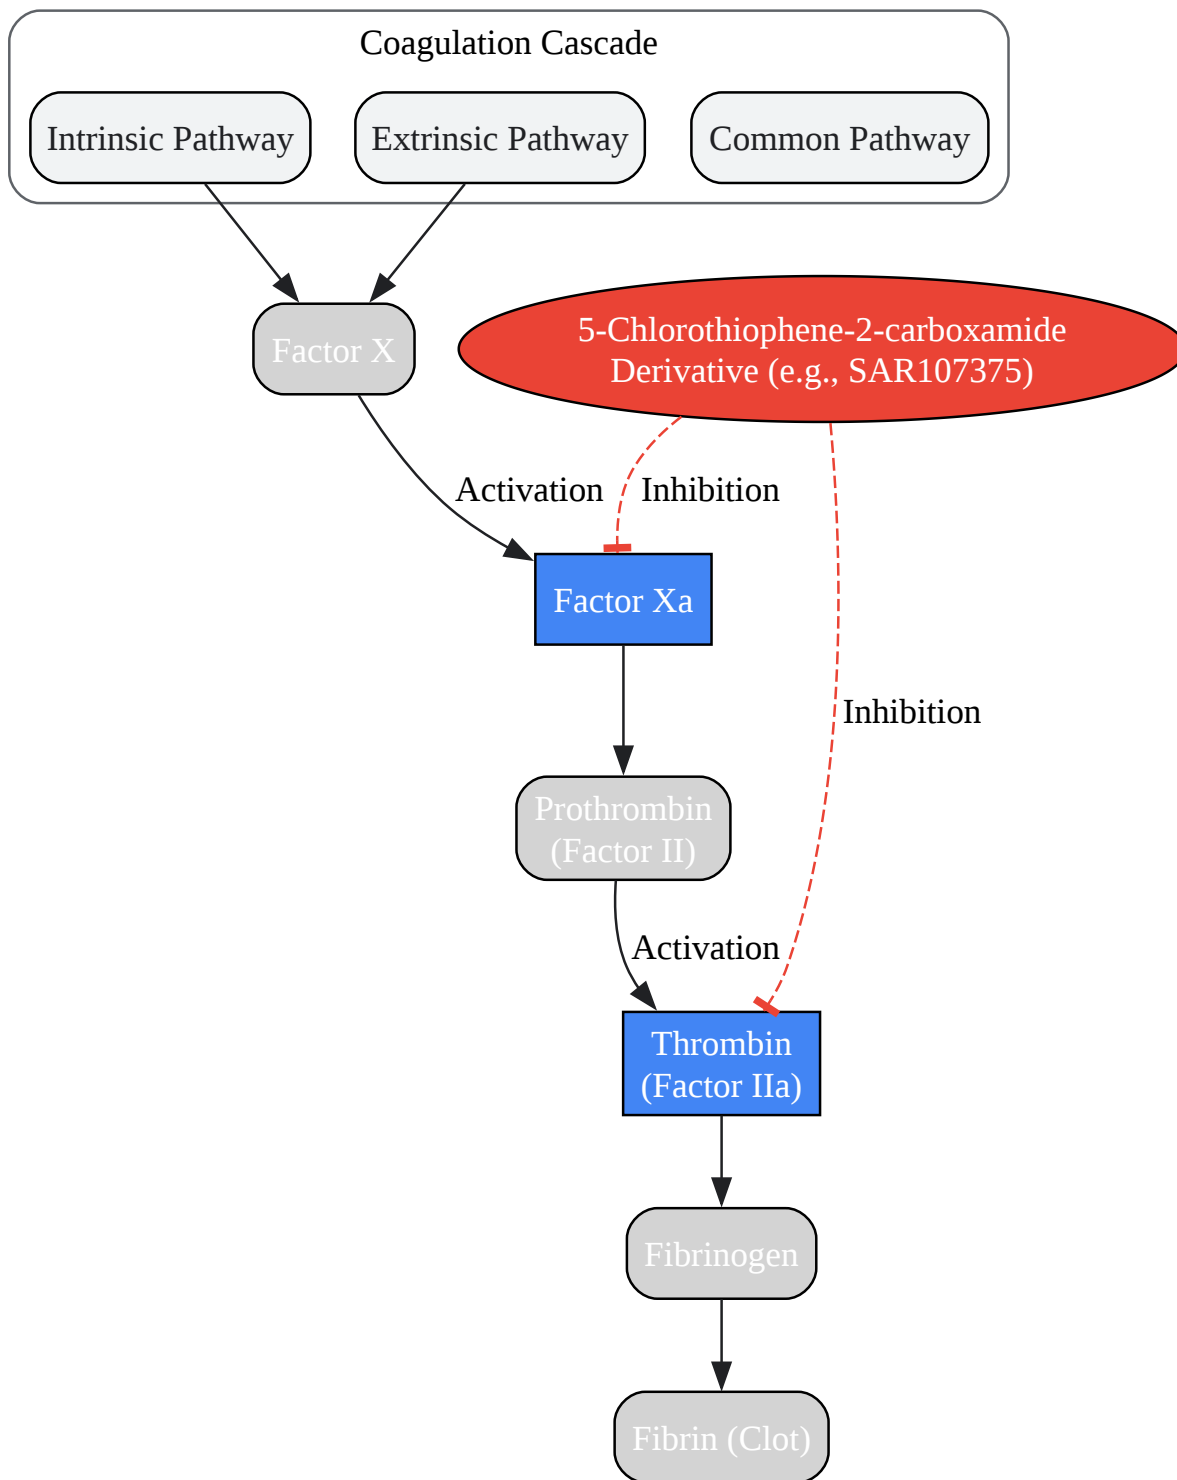 Coagulation Cascade
Intrinsic Pathway
Extrinsic Pathway
Common Pathway
Factor X
5-Chlorothiophene-2-carboxamide
Derivative (e.g., SAR107375)
Activation
Inhibition
Factor Xa
Inhibition
Prothrombin
(Factor II)
Activation
Thrombin
(Factor IIa)
Fibrinogen
Fibrin (Clot)